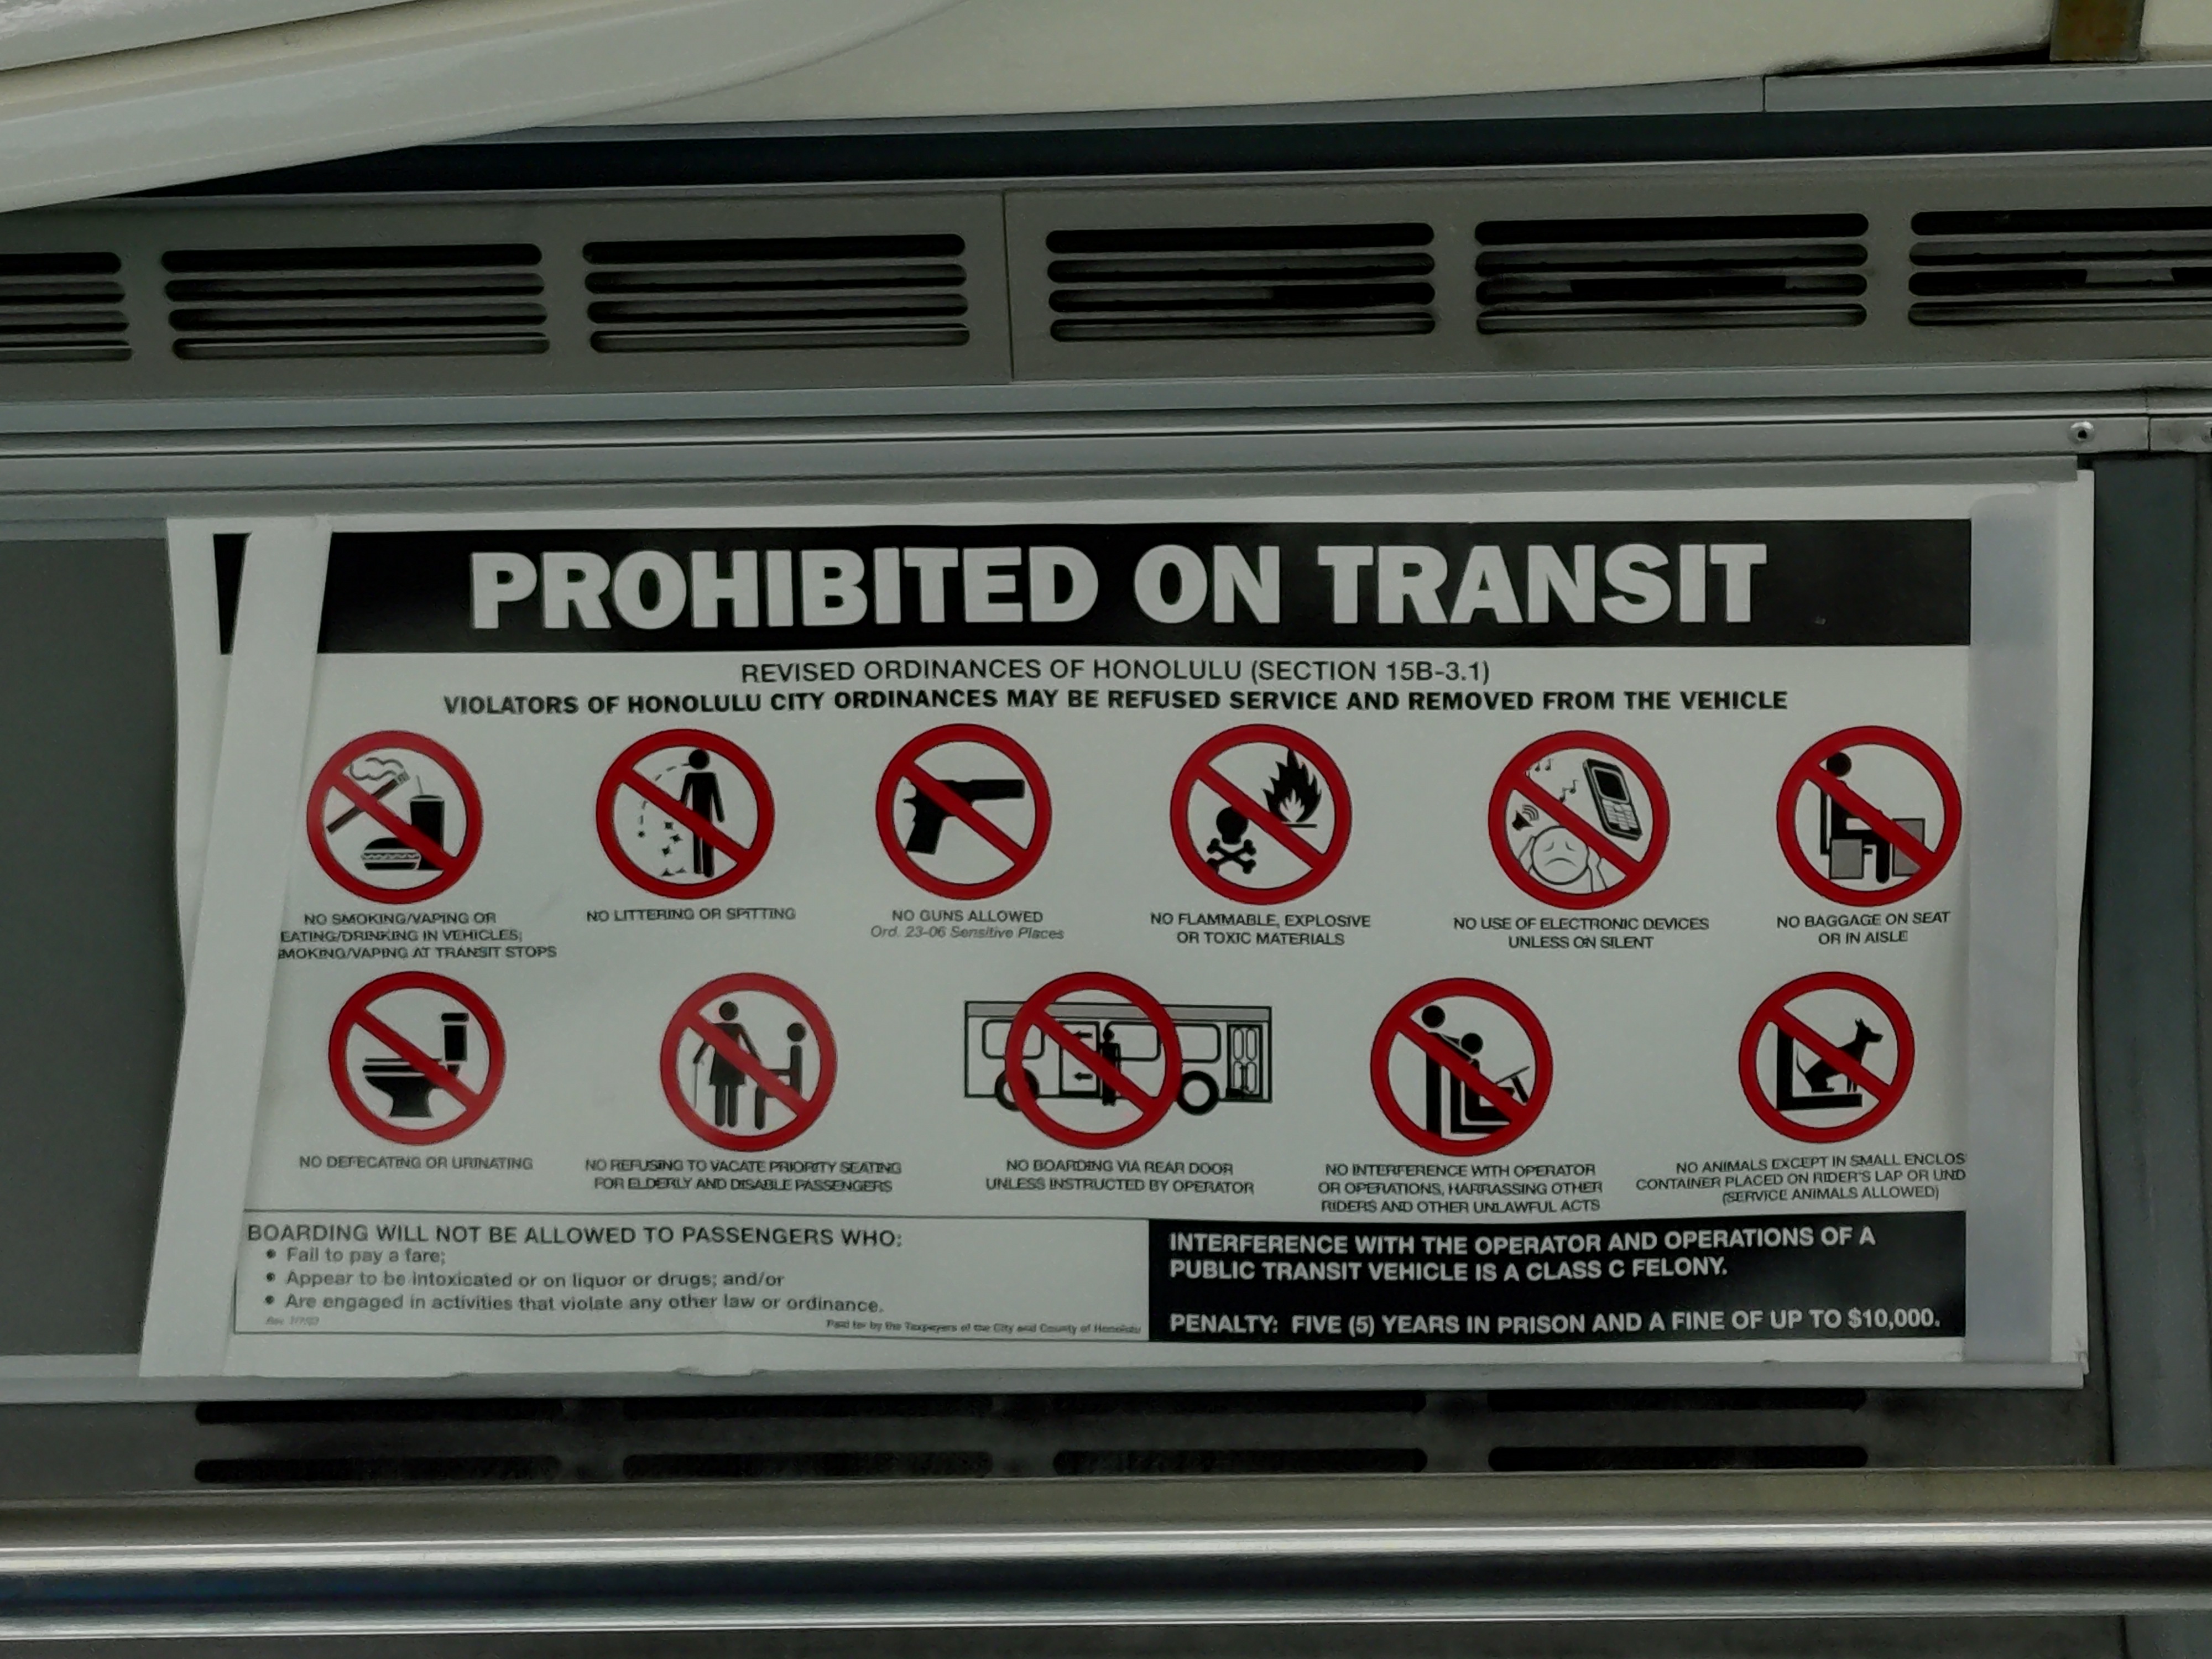 PROHIBITED ON TRANSIT
REVISED ORDINANCES OF HONOLULU (SECTION 15B-3.1)
VIOLATORS OF HONOLULU CITY ORDINANCES MAY BE REFUSED SERVICE AND REMOVED FROM THE VEHICLE
NO SMOKING/VAPING OR
EATING/DRINKING IN VEHICLES;
MOKING/VAPING AT TRANSIT STOPS
NO LITTERING OR SPITTING
NO GUNS ALLOWED
Ord. 23-06 Sensitive Places
NO FLAMMABLE, EXPLOSIVE
OR TOXIC MATERIALS
NO USE OF ELECTRONIC DEVICES
UNLESS ON SILENT
NO BAGGAGE ON SEAT
OR IN AISLE
NO DEFECATING OR URINATING
NO REFUSING TO VACATE PRIORITY SEATING
FOR ELDERLY AND DISABLE PASSENGERS
NO BOARDING VIA REAR DOOR
UNLESS INSTRUCTED BY OPERATOR
NO INTERFERENCE WITH OPERATOR
OR OPERATIONS, HARRASSING OTHER
RIDERS AND OTHER UNLAWFUL ACTS
NO ANIMALS EXCEPT IN SMALL ENCLOS
CONTAINER PLACED ON RIDER'S LAP OR UND
(SERVICE ANIMALS ALLOWED)
BOARDING WILL NOT BE ALLOWED TO PASSENGERS WHO:
• Fail to pay a fare;
• Appear to be intoxicated or on liquor or drugs; and/or
• Are engaged in activities that violate any other law or ordinance.
Paid for by the Taxpayers of the City and County of Honolulu
INTERFERENCE WITH THE OPERATOR AND OPERATIONS OF A
PUBLIC TRANSIT VEHICLE IS A CLASS C FELONY.
PENALTY: FIVE (5) YEARS IN PRISON AND A FINE OF UP TO $10,000.